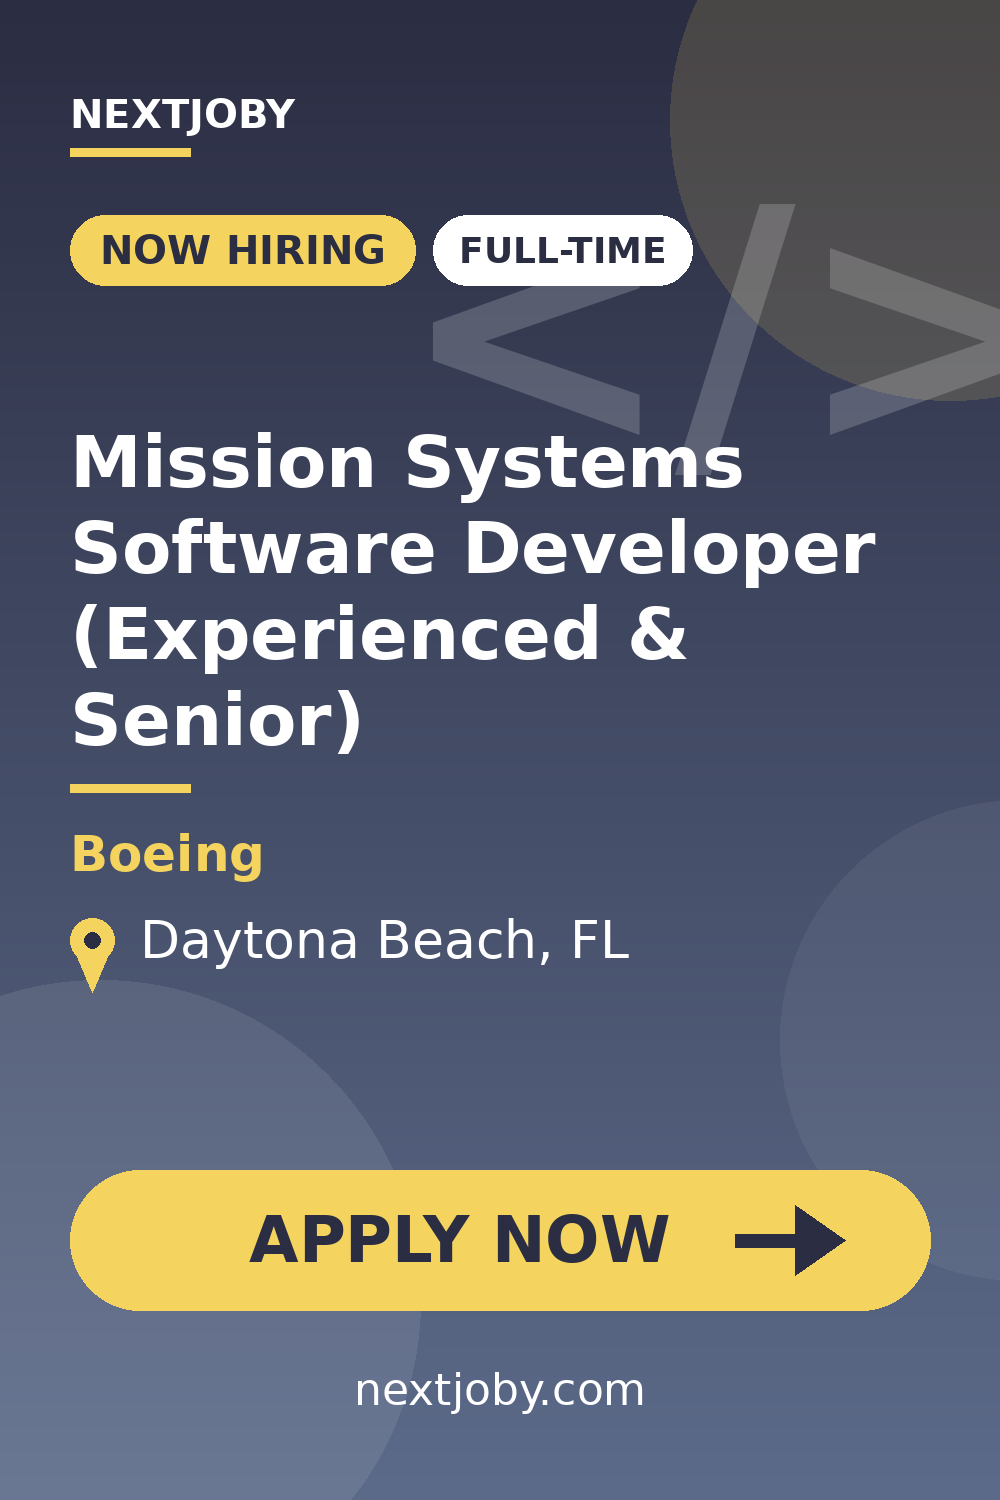 NEXTJOBY
NOW HIRING
FULL-TIME
</>
Mission Systems
Software Developer
(Experienced &
Senior)
Boeing
Daytona Beach, FL
APPLY NOW
nextjoby.com